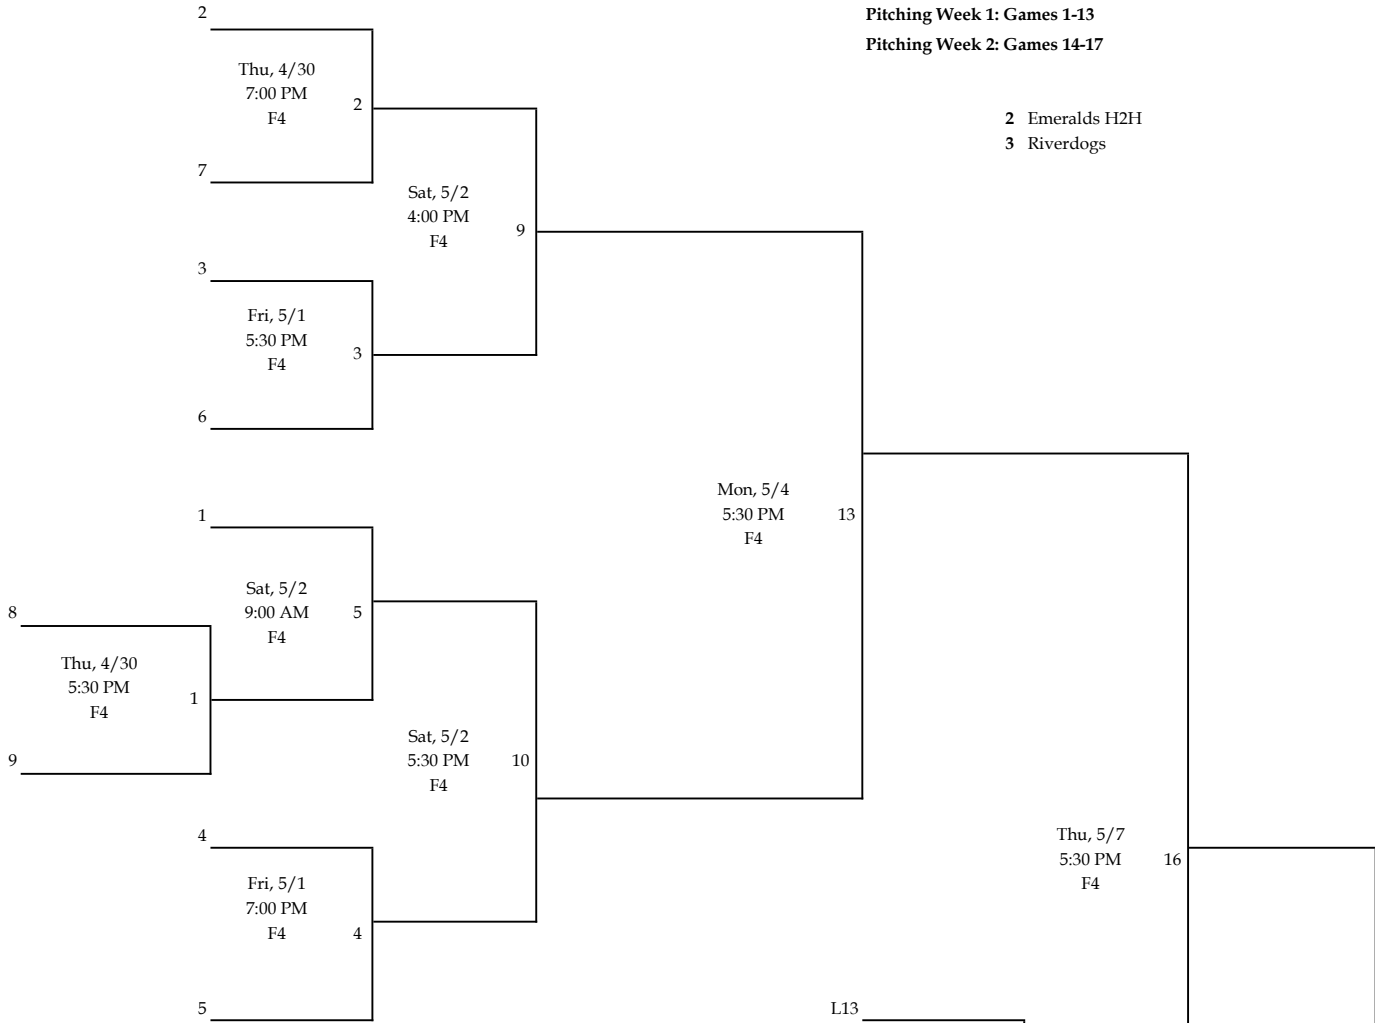 2
Pitching Week 1: Games 1-13
Pitching Week 2: Games 14-17
Thu, 4/30
7:00 PM
F4
2
2 Emeralds H2H
3 Riverdogs
7
Sat, 5/2
4:00 PM
F4
9
3
Fri, 5/1
5:30 PM
F4
3
6
Mon, 5/4
5:30 PM
F4
13
1
Sat, 5/2
9:00 AM
F4
5
8
Thu, 4/30
5:30 PM
F4
1
9
Sat, 5/2
5:30 PM
F4
10
4
Fri, 5/1
7:00 PM
F4
4
5
Thu, 5/7
5:30 PM
F4
16
L13